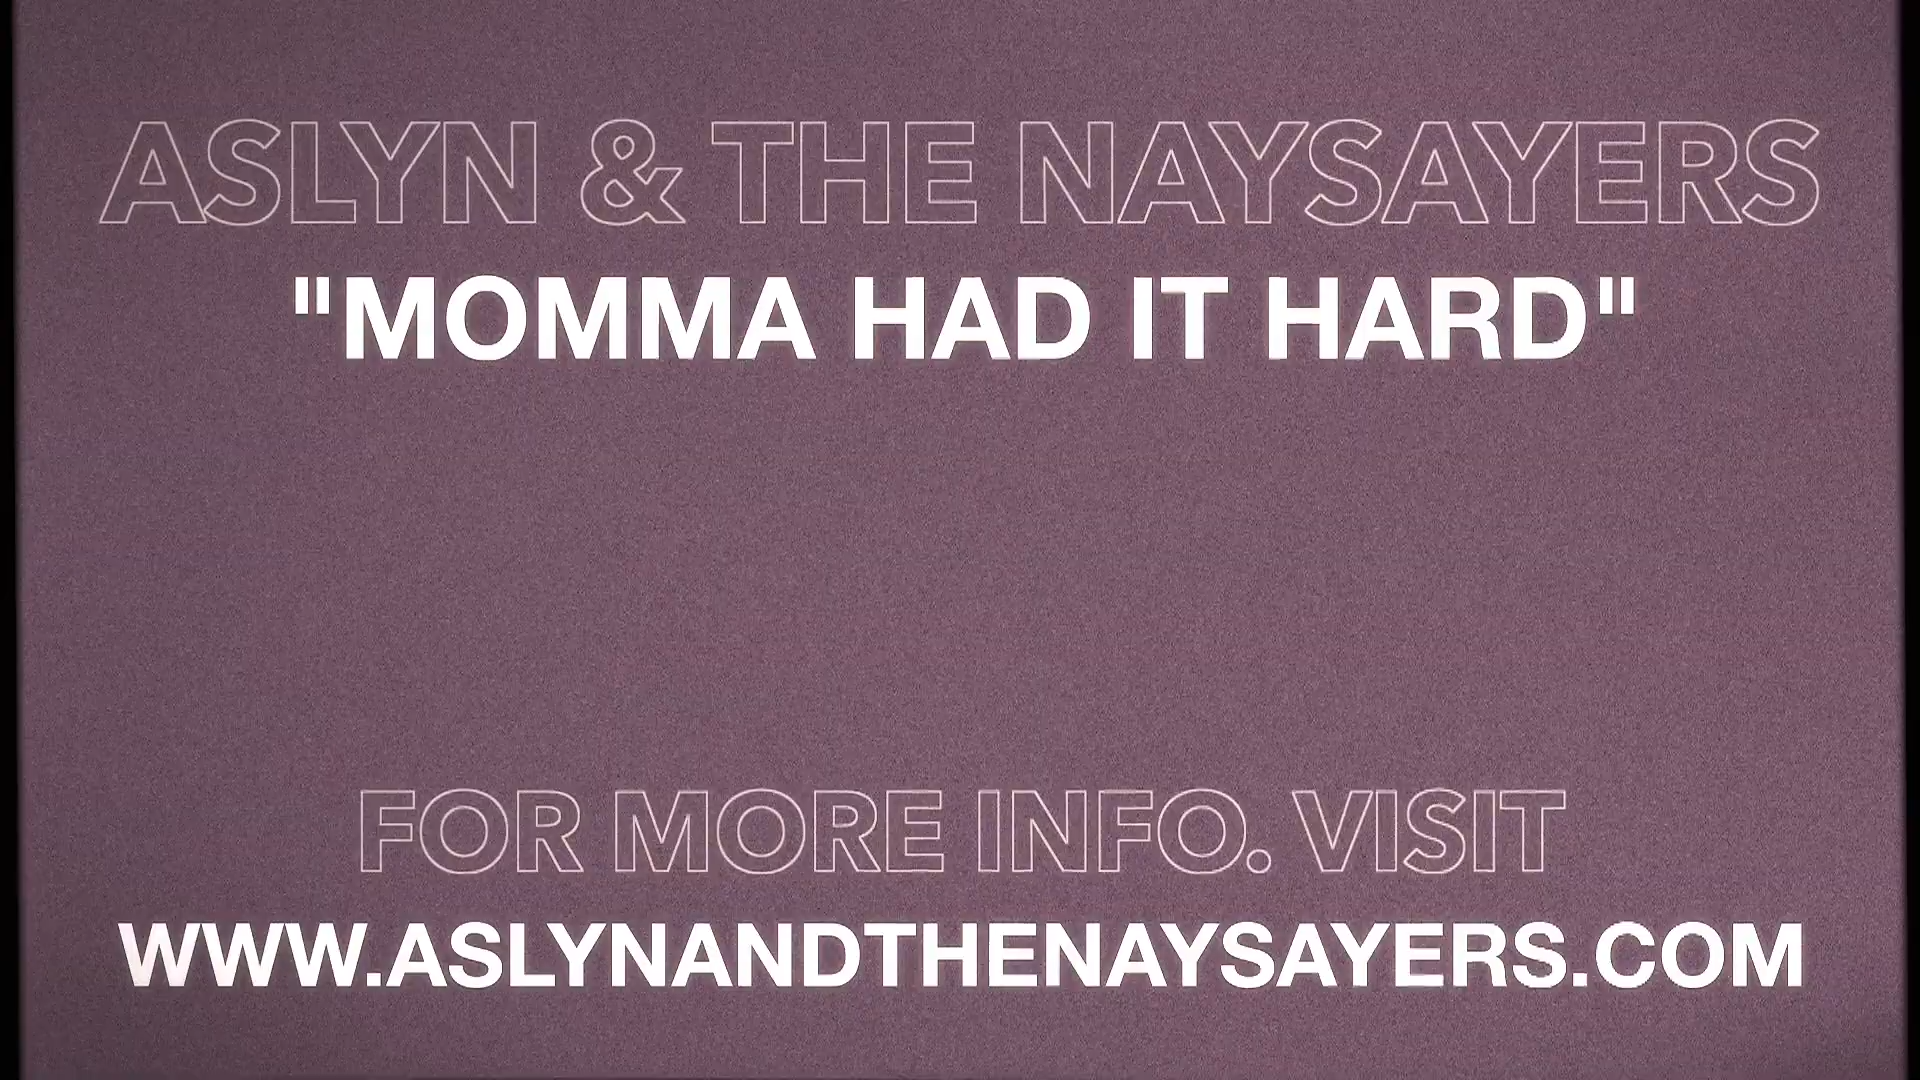 ASLYN & THE NAYSAYERS
"MOMMA HAD IT HARD"
FOR MORE INFO. VISIT
WWW.ASLYNANDTHENAYSAYERS.COM